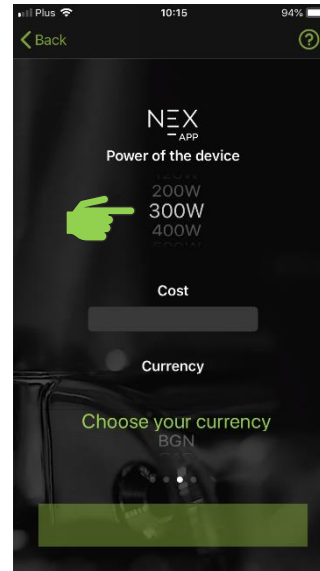 Plus 10:15 94%
Back ?
NEX
APP
Power of the device
200W
300W
400W
Cost
Currency
Choose your currency
BGN